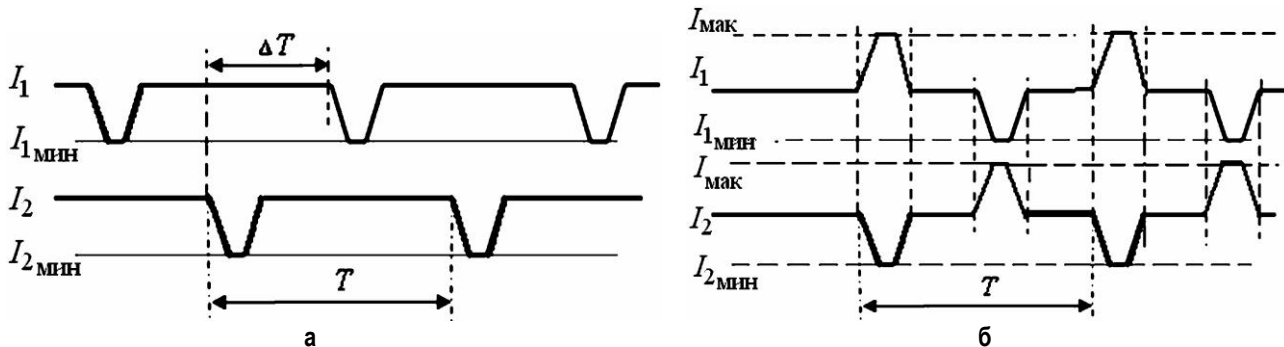 ΔT
I₁
I₁мин
I₂
I₂мин
T
а
Iмак
I₁
I₁мин
Iмак
I₂
I₂мин
T
б